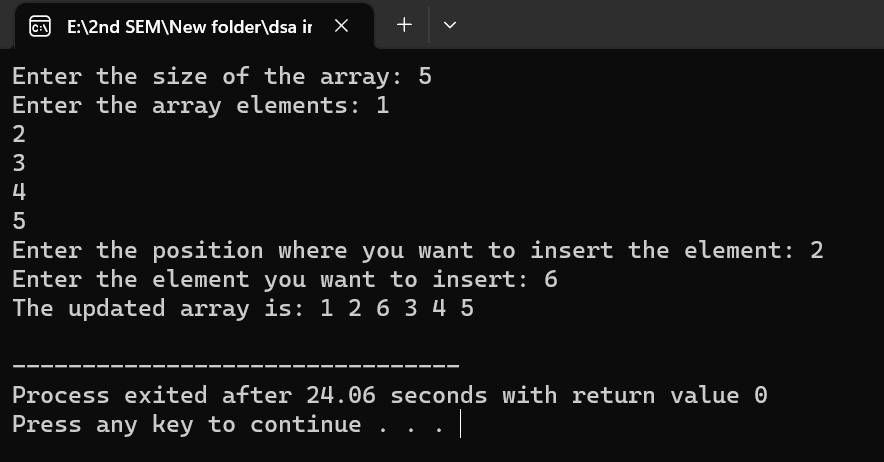 E:\2nd SEM\New folder\dsa in
Enter the size of the array: 5
Enter the array elements: 1
2
3
4
5
Enter the position where you want to insert the element: 2
Enter the element you want to insert: 6
The updated array is: 1 2 6 3 4 5
--------------------------------
Process exited after 24.06 seconds with return value 0
Press any key to continue . . .